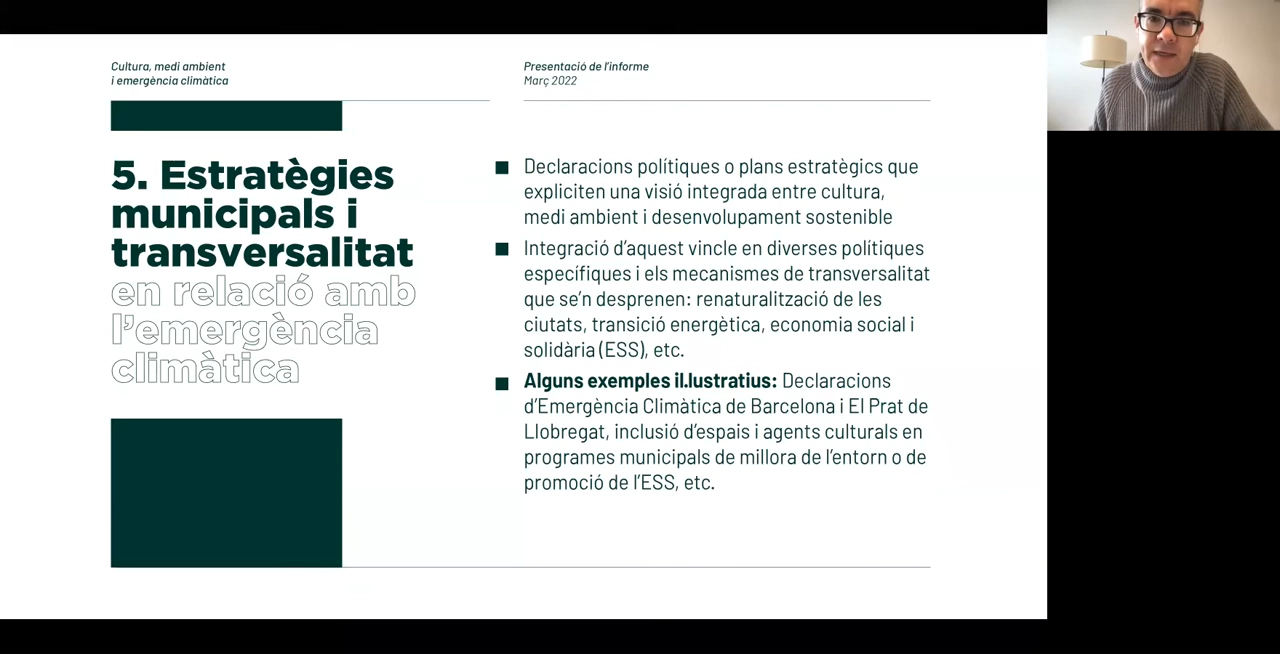 Cultura, medi ambient
i emergència climàtica
Presentació de l'informe
Març 2022
5. Estratègies
municipals i
transversalitat
en relació amb
l'emergència
climàtica
Declaracions polítiques o plans estratègics que
expliciten una visió integrada entre cultura,
medi ambient i desenvolupament sostenible
Integració d'aquest vincle en diverses polítiques
específiques i els mecanismes de transversalitat
que se'n desprenen: renaturalització de les
ciutats, transició energètica, economia social i
solidària (ESS), etc.
Alguns exemples il.lustratius: Declaracions
d'Emergència Climàtica de Barcelona i El Prat de
Llobregat, inclusió d'espais i agents culturals en
programes municipals de millora de l'entorn o de
promoció de l'ESS, etc.